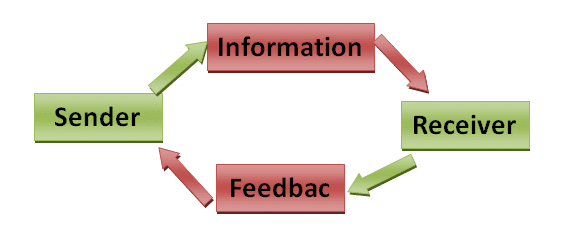 Information
Sender
Receiver
Feedbac